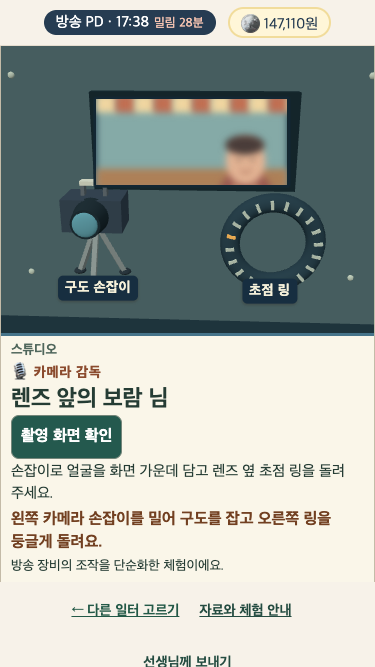 방송 PD · 17:38 밀림 28분
147,110원
구도 손잡이
초점 링
스튜디오
카메라 감독
렌즈 앞의 보람 님
촬영 화면 확인
손잡이로 얼굴을 화면 가운데 담고 렌즈 옆 초점 링을 돌려
주세요.
왼쪽 카메라 손잡이를 밀어 구도를 잡고 오른쪽 링을
둥글게 돌려요.
방송 장비의 조작을 단순화한 체험이에요.
← 다른 일터 고르기 자료와 체험 안내
선생님께 보내기